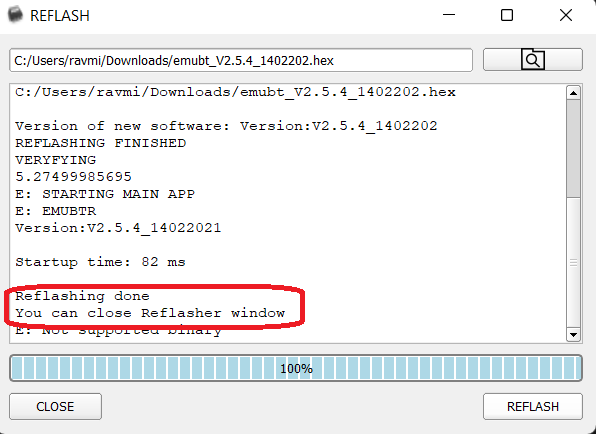 REFLASH
C:/Users/ravmi/Downloads/emubt_V2.5.4_1402202.hex
C:/Users/ravmi/Downloads/emubt_V2.5.4_1402202.hex
Version of new software: Version:V2.5.4_1402202
REFLASHING FINISHED
VERYFYING
5.27499985695
E: STARTING MAIN APP
E: EMUBTR
Version:V2.5.4_14022021
Startup time: 82 ms
Reflashing done
You can close Reflasher window
E: Not supported binary
100%
CLOSE
REFLASH